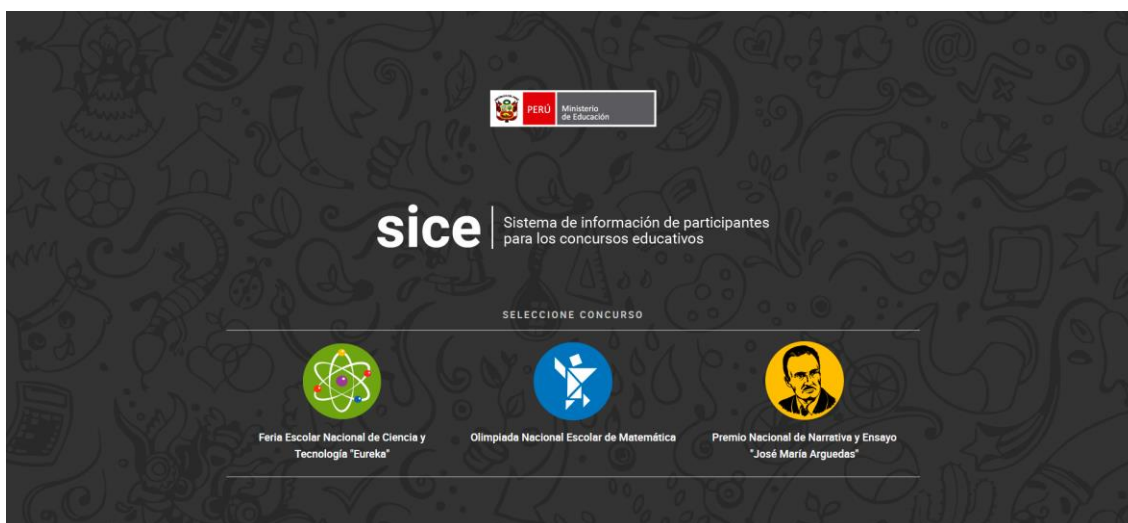 PERÚ
Ministerio
de Educación
sice
Sistema de información de participantes
para los concursos educativos
SELECCIONE CONCURSO
Feria Escolar Nacional de Ciencia y
Tecnología "Eureka"
Olimpiada Nacional Escolar de Matemática
Premio Nacional de Narrativa y Ensayo
"José María Arguedas"